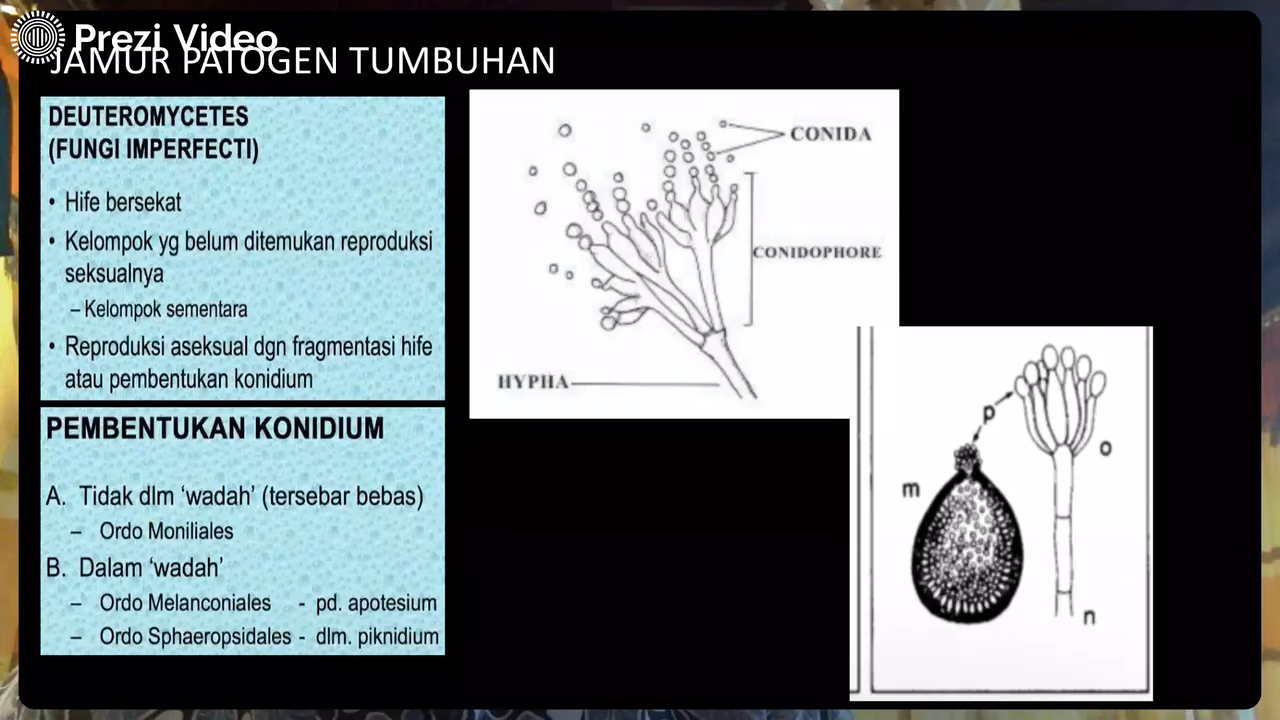 Prezi Video
JAMUR PATOGEN TUMBUHAN
DEUTEROMYCETES
(FUNGI IMPERFECTI)
• Hife bersekat
• Kelompok yg belum ditemukan reproduksi
seksualnya
– Kelompok sementara
• Reproduksi aseksual dgn fragmentasi hife
atau pembentukan konidium
PEMBENTUKAN KONIDIUM
A. Tidak dlm ‘wadah’ (tersebar bebas)
– Ordo Moniliales
B. Dalam ‘wadah’
– Ordo Melanconiales - pd. apotesium
– Ordo Sphaeropsidales - dlm. piknidium
CONIDA
CONIDOPHORE
HYPHA
p
o
m
n